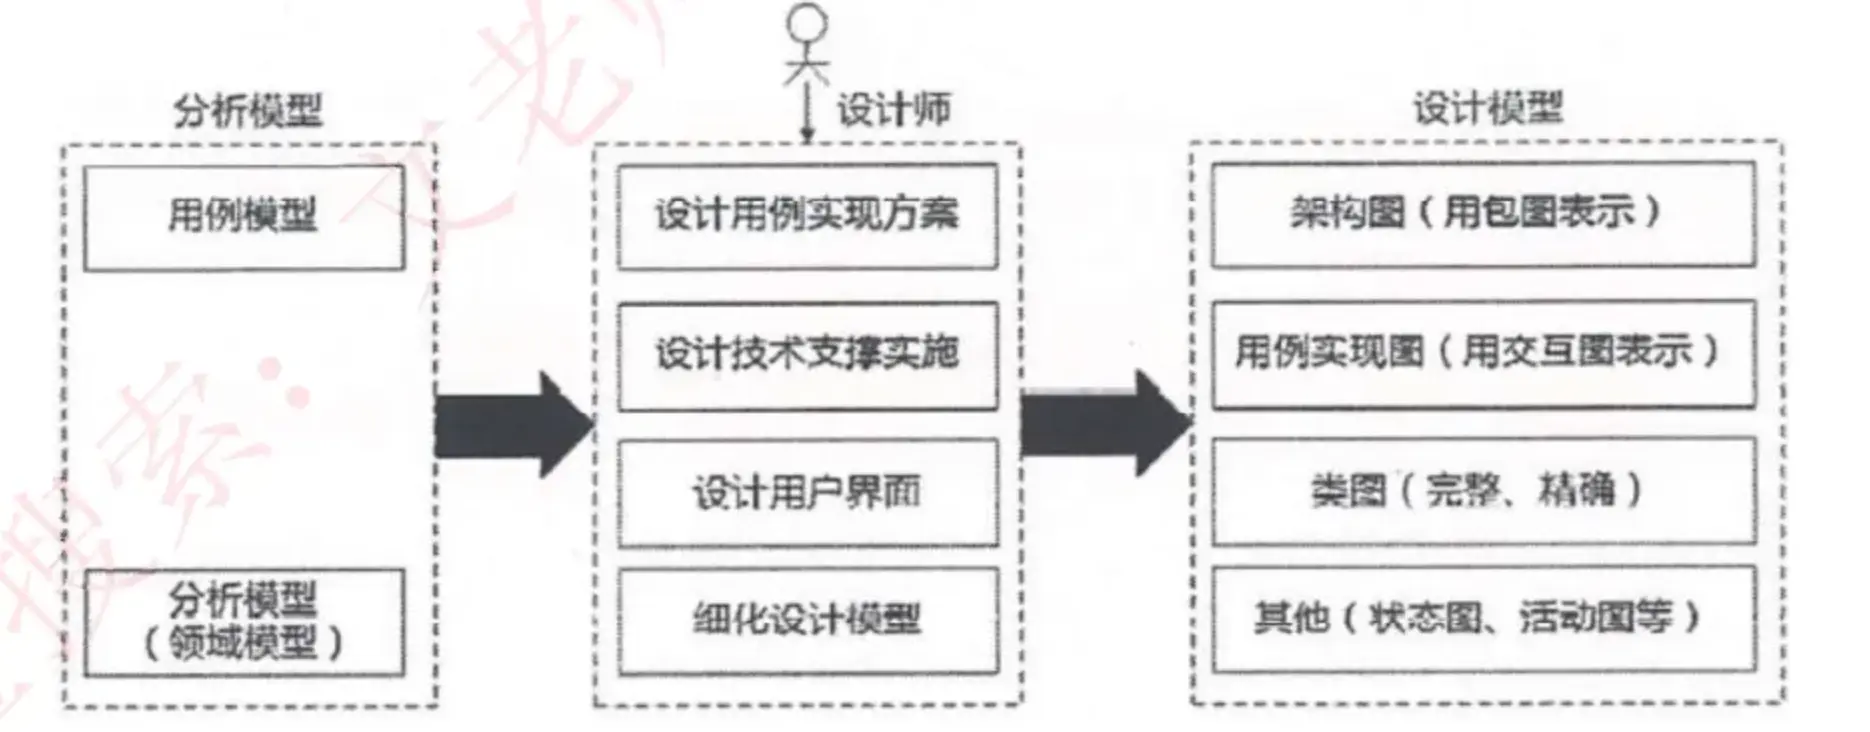 分析模型
用例模型
分析模型
（领域模型）
设计师
设计用例实现方案
设计技术支撑实施
设计用户界面
细化设计模型
设计模型
架构图（用包图表示）
用例实现图（用交互图表示）
类图（完整、精确）
其他（状态图、活动图等）
搜索：文老